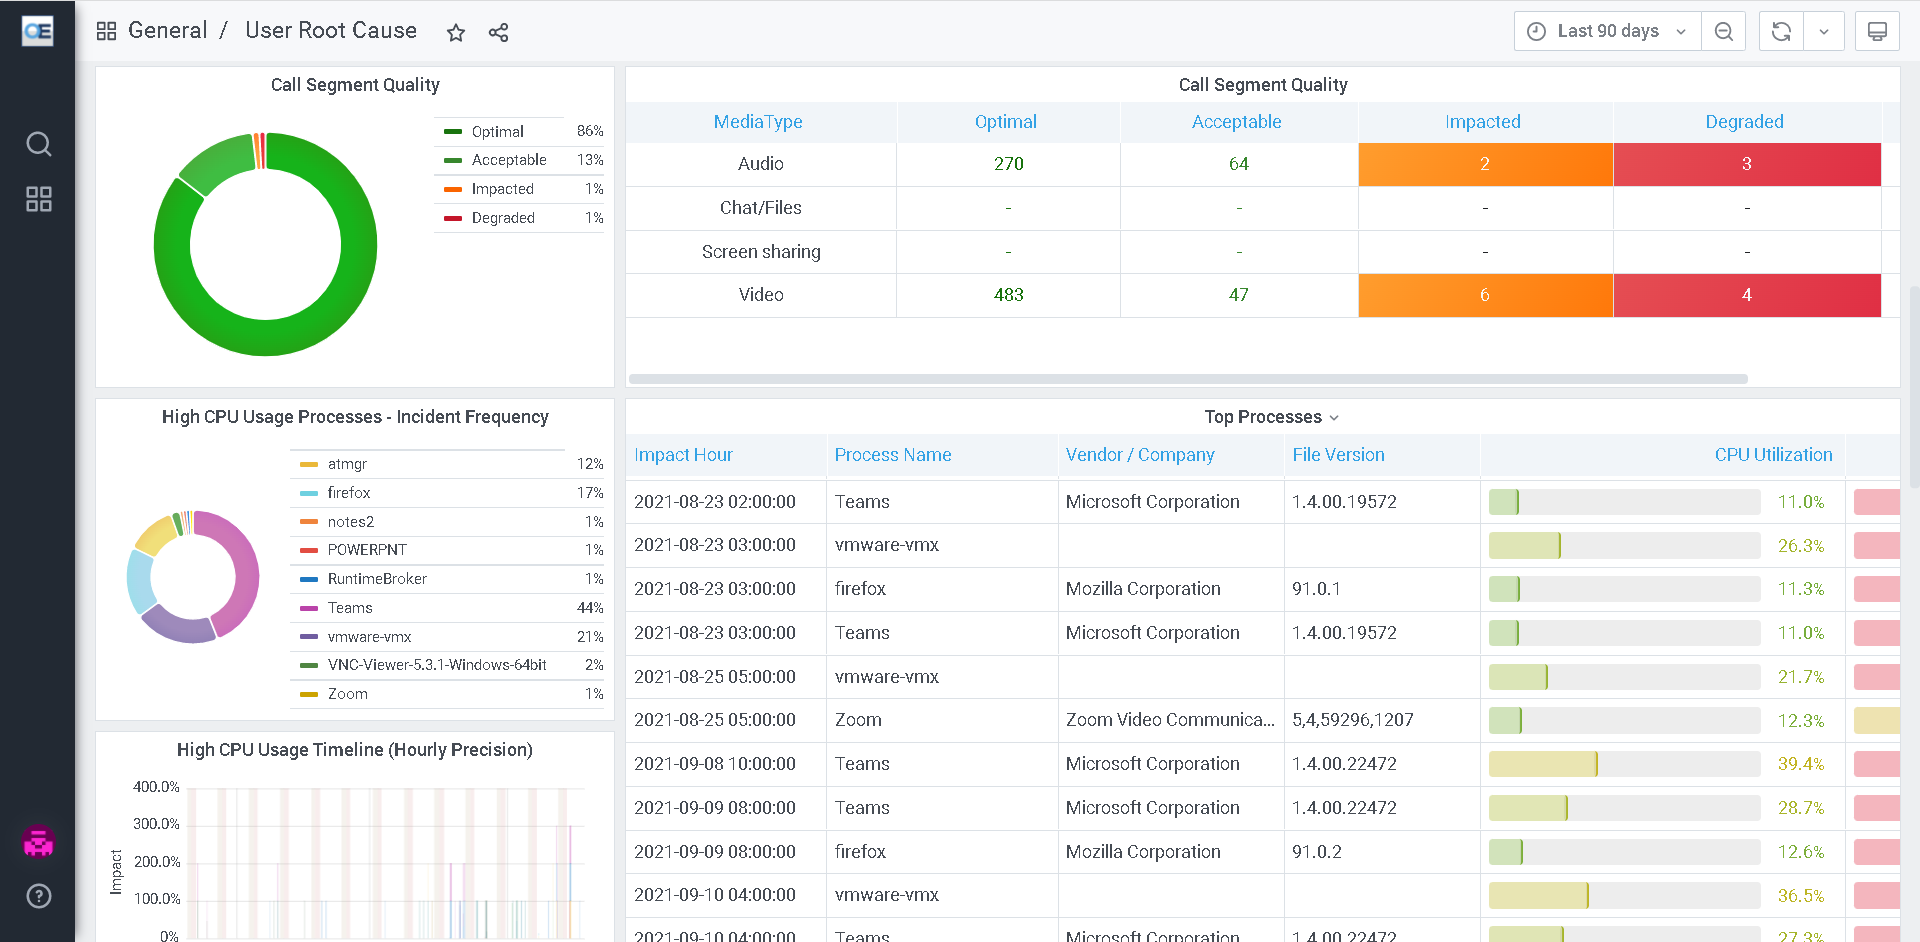 OE
General / User Root Cause
Last 90 days
Call Segment Quality
Optimal 86%
Acceptable 13%
Impacted 1%
Degraded 1%
Call Segment Quality
MediaType Optimal Acceptable Impacted Degraded
Audio 270 64 2 3
Chat/Files - - - -
Screen sharing - - - -
Video 483 47 6 4
High CPU Usage Processes - Incident Frequency
atmgr 12%
firefox 17%
notes2 1%
POWERPNT 1%
RuntimeBroker 1%
Teams 44%
vmware-vmx 21%
VNC-Viewer-5.3.1-Windows-64bit 2%
Zoom 1%
Top Processes
Impact Hour Process Name Vendor / Company File Version CPU Utilization
2021-08-23 02:00:00 Teams Microsoft Corporation 1.4.00.19572 11.0%
2021-08-23 03:00:00 vmware-vmx 26.3%
2021-08-23 03:00:00 firefox Mozilla Corporation 91.0.1 11.3%
2021-08-23 03:00:00 Teams Microsoft Corporation 1.4.00.19572 11.0%
2021-08-25 05:00:00 vmware-vmx 21.7%
2021-08-25 05:00:00 Zoom Zoom Video Communica... 5,4,59296,1207 12.3%
2021-09-08 10:00:00 Teams Microsoft Corporation 1.4.00.22472 39.4%
2021-09-09 08:00:00 Teams Microsoft Corporation 1.4.00.22472 28.7%
2021-09-09 08:00:00 firefox Mozilla Corporation 91.0.2 12.6%
2021-09-10 04:00:00 vmware-vmx 36.5%
2021-09-10 04:00:00 Teams Microsoft Corporation 1.4.00.22472 27.3%
High CPU Usage Timeline (Hourly Precision)
Impact
400.0%
300.0%
200.0%
100.0%
0%